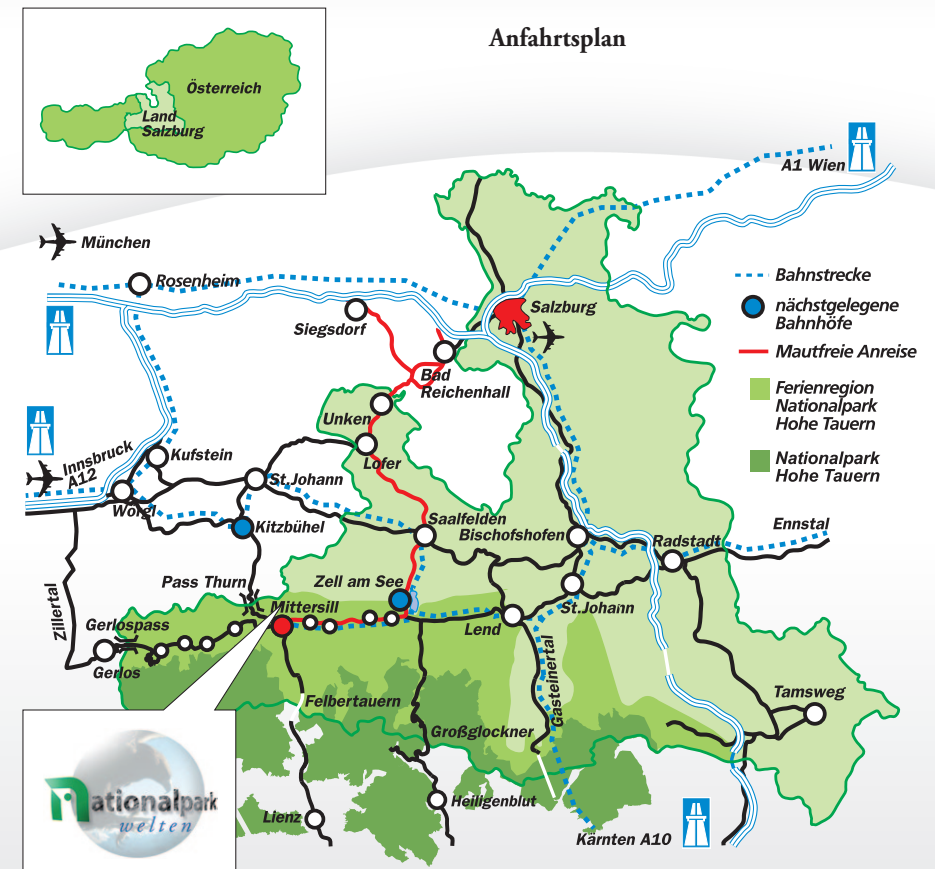 Anfahrtsplan
Österreich
Land
Salzburg
A1 Wien
München
Rosenheim
Siegsdorf
Salzburg
Bad
Reichenhall
Unken
Lofer
Innsbruck
A12
Kufstein
Wörgl
St.Johann
Kitzbühel
Saalfelden
Bischofshofen
Radstadt
Ennstal
Pass Thurn
Zell am See
Mittersill
Zillertal
Gerlospass
Gerlos
Lend
St.Johann
Gasteinertal
Felbertauern
Großglockner
Tamsweg
Lienz
Heiligenblut
Kärnten A10
Bahnstrecke
nächstgelegene
Bahnhöfe
Mautfreie Anreise
Ferienregion
Nationalpark
Hohe Tauern
Nationalpark
Hohe Tauern
nationalpark
welten